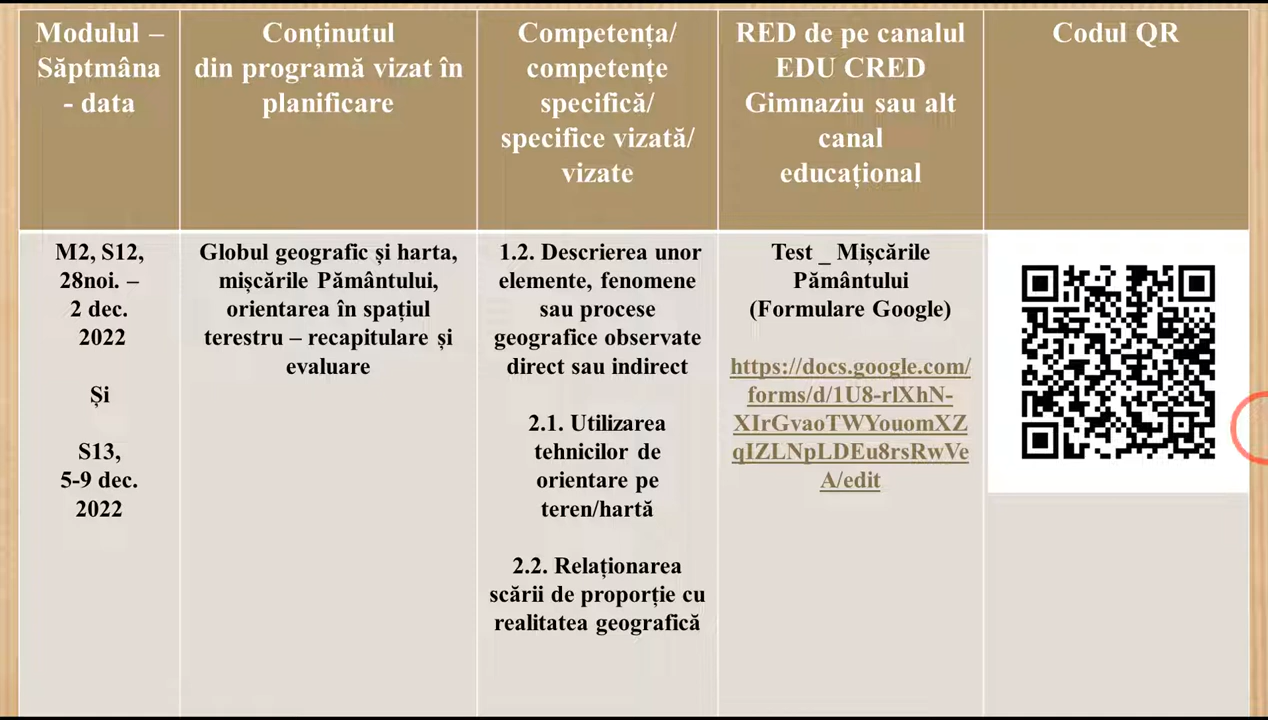 Modulul –
Săptmâna
- data
Conținutul
din programă vizat în
planificare
Competența/
competențe
specifică/
specifice vizată/
vizate
RED de pe canalul
EDU CRED
Gimnaziu sau alt
canal
educațional
Codul QR
M2, S12,
28noi. –
2 dec.
2022
Și
S13,
5-9 dec.
2022
Globul geografic și harta,
mișcările Pământului,
orientarea în spațiul
terestru – recapitulare și
evaluare
1.2. Descrierea unor
elemente, fenomene
sau procese
geografice observate
direct sau indirect
2.1. Utilizarea
tehnicilor de
orientare pe
teren/hartă
2.2. Relaționarea
scării de proporție cu
realitatea geografică
Test _ Mișcările
Pământului
(Formulare Google)
https://docs.google.com/
forms/d/1U8-rlXhN-
XIrGvaoTWYouomXZ
qIZLNpLDEu8rsRwVe
A/edit